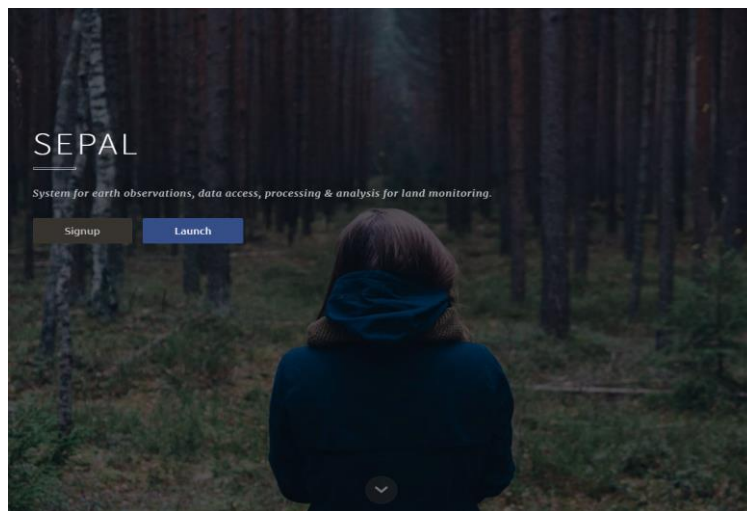 SEPAL
System for earth observations, data access, processing & analysis for land monitoring.
Signup
Launch